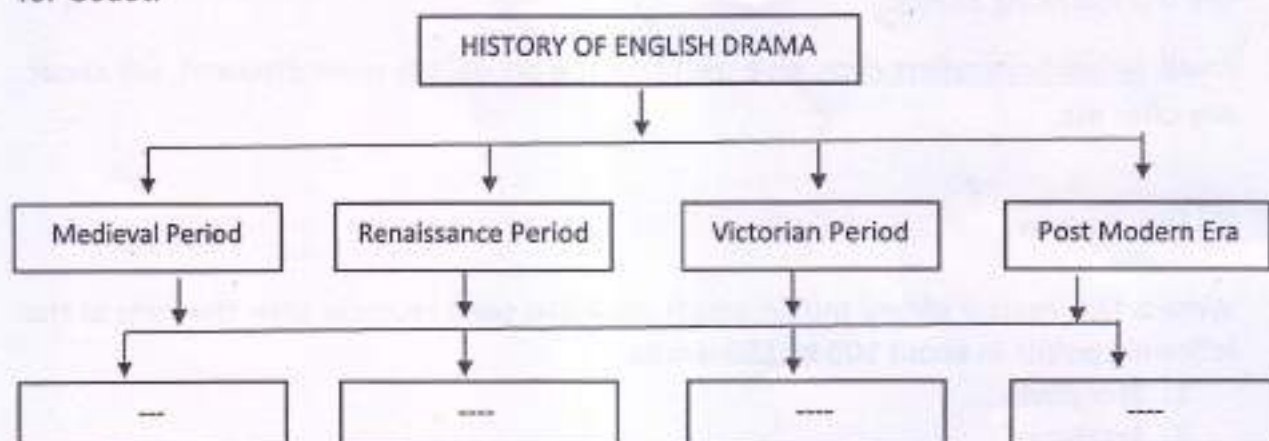 HISTORY OF ENGLISH DRAMA
Medieval Period Renaissance Period Victorian Period Post Modern Era
--- ---- ---- ----